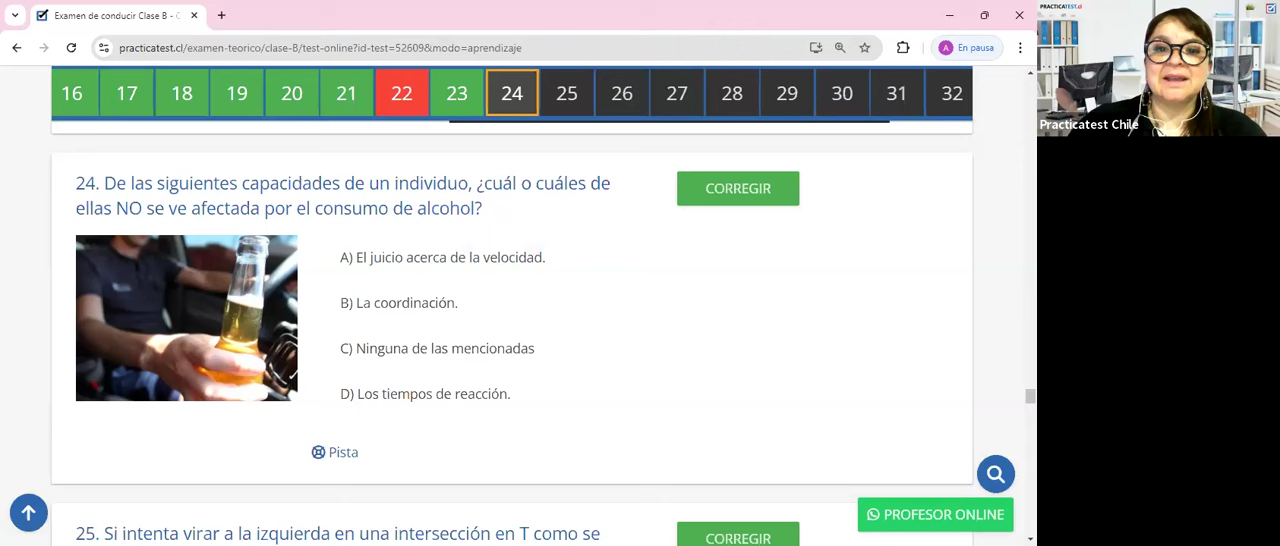 Examen de conducir Clase B - C
practicatest.cl/examen-teorico/clase-B/test-online?id-test=52609&modo=aprendizaje
A En pausa
PRACTICATEST.cl
Practicatest Chile
16 17 18 19 20 21 22 23 24 25 26 27 28 29 30 31 32
24. De las siguientes capacidades de un individuo, ¿cuál o cuáles de
ellas NO se ve afectada por el consumo de alcohol?
CORREGIR
A) El juicio acerca de la velocidad.
B) La coordinación.
C) Ninguna de las mencionadas
D) Los tiempos de reacción.
Pista
PROFESOR ONLINE
25. Si intenta virar a la izquierda en una intersección en T como se
CORREGIR